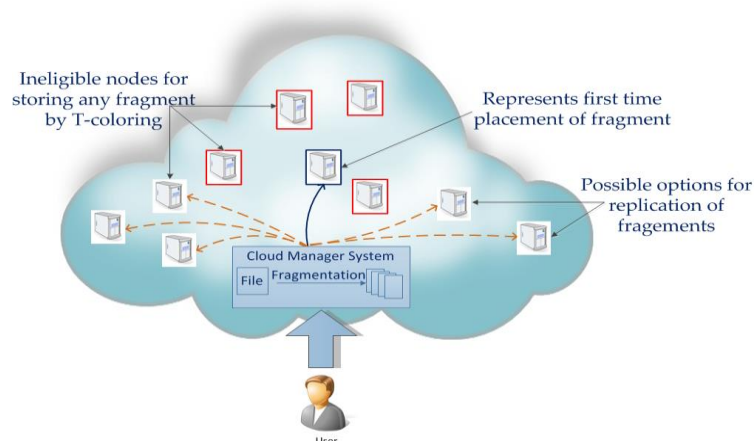 Ineligible nodes for
storing any fragment
by T-coloring
Represents first time
placement of fragment
Possible options for
replication of
fragements
Cloud Manager System
File
Fragmentation
User